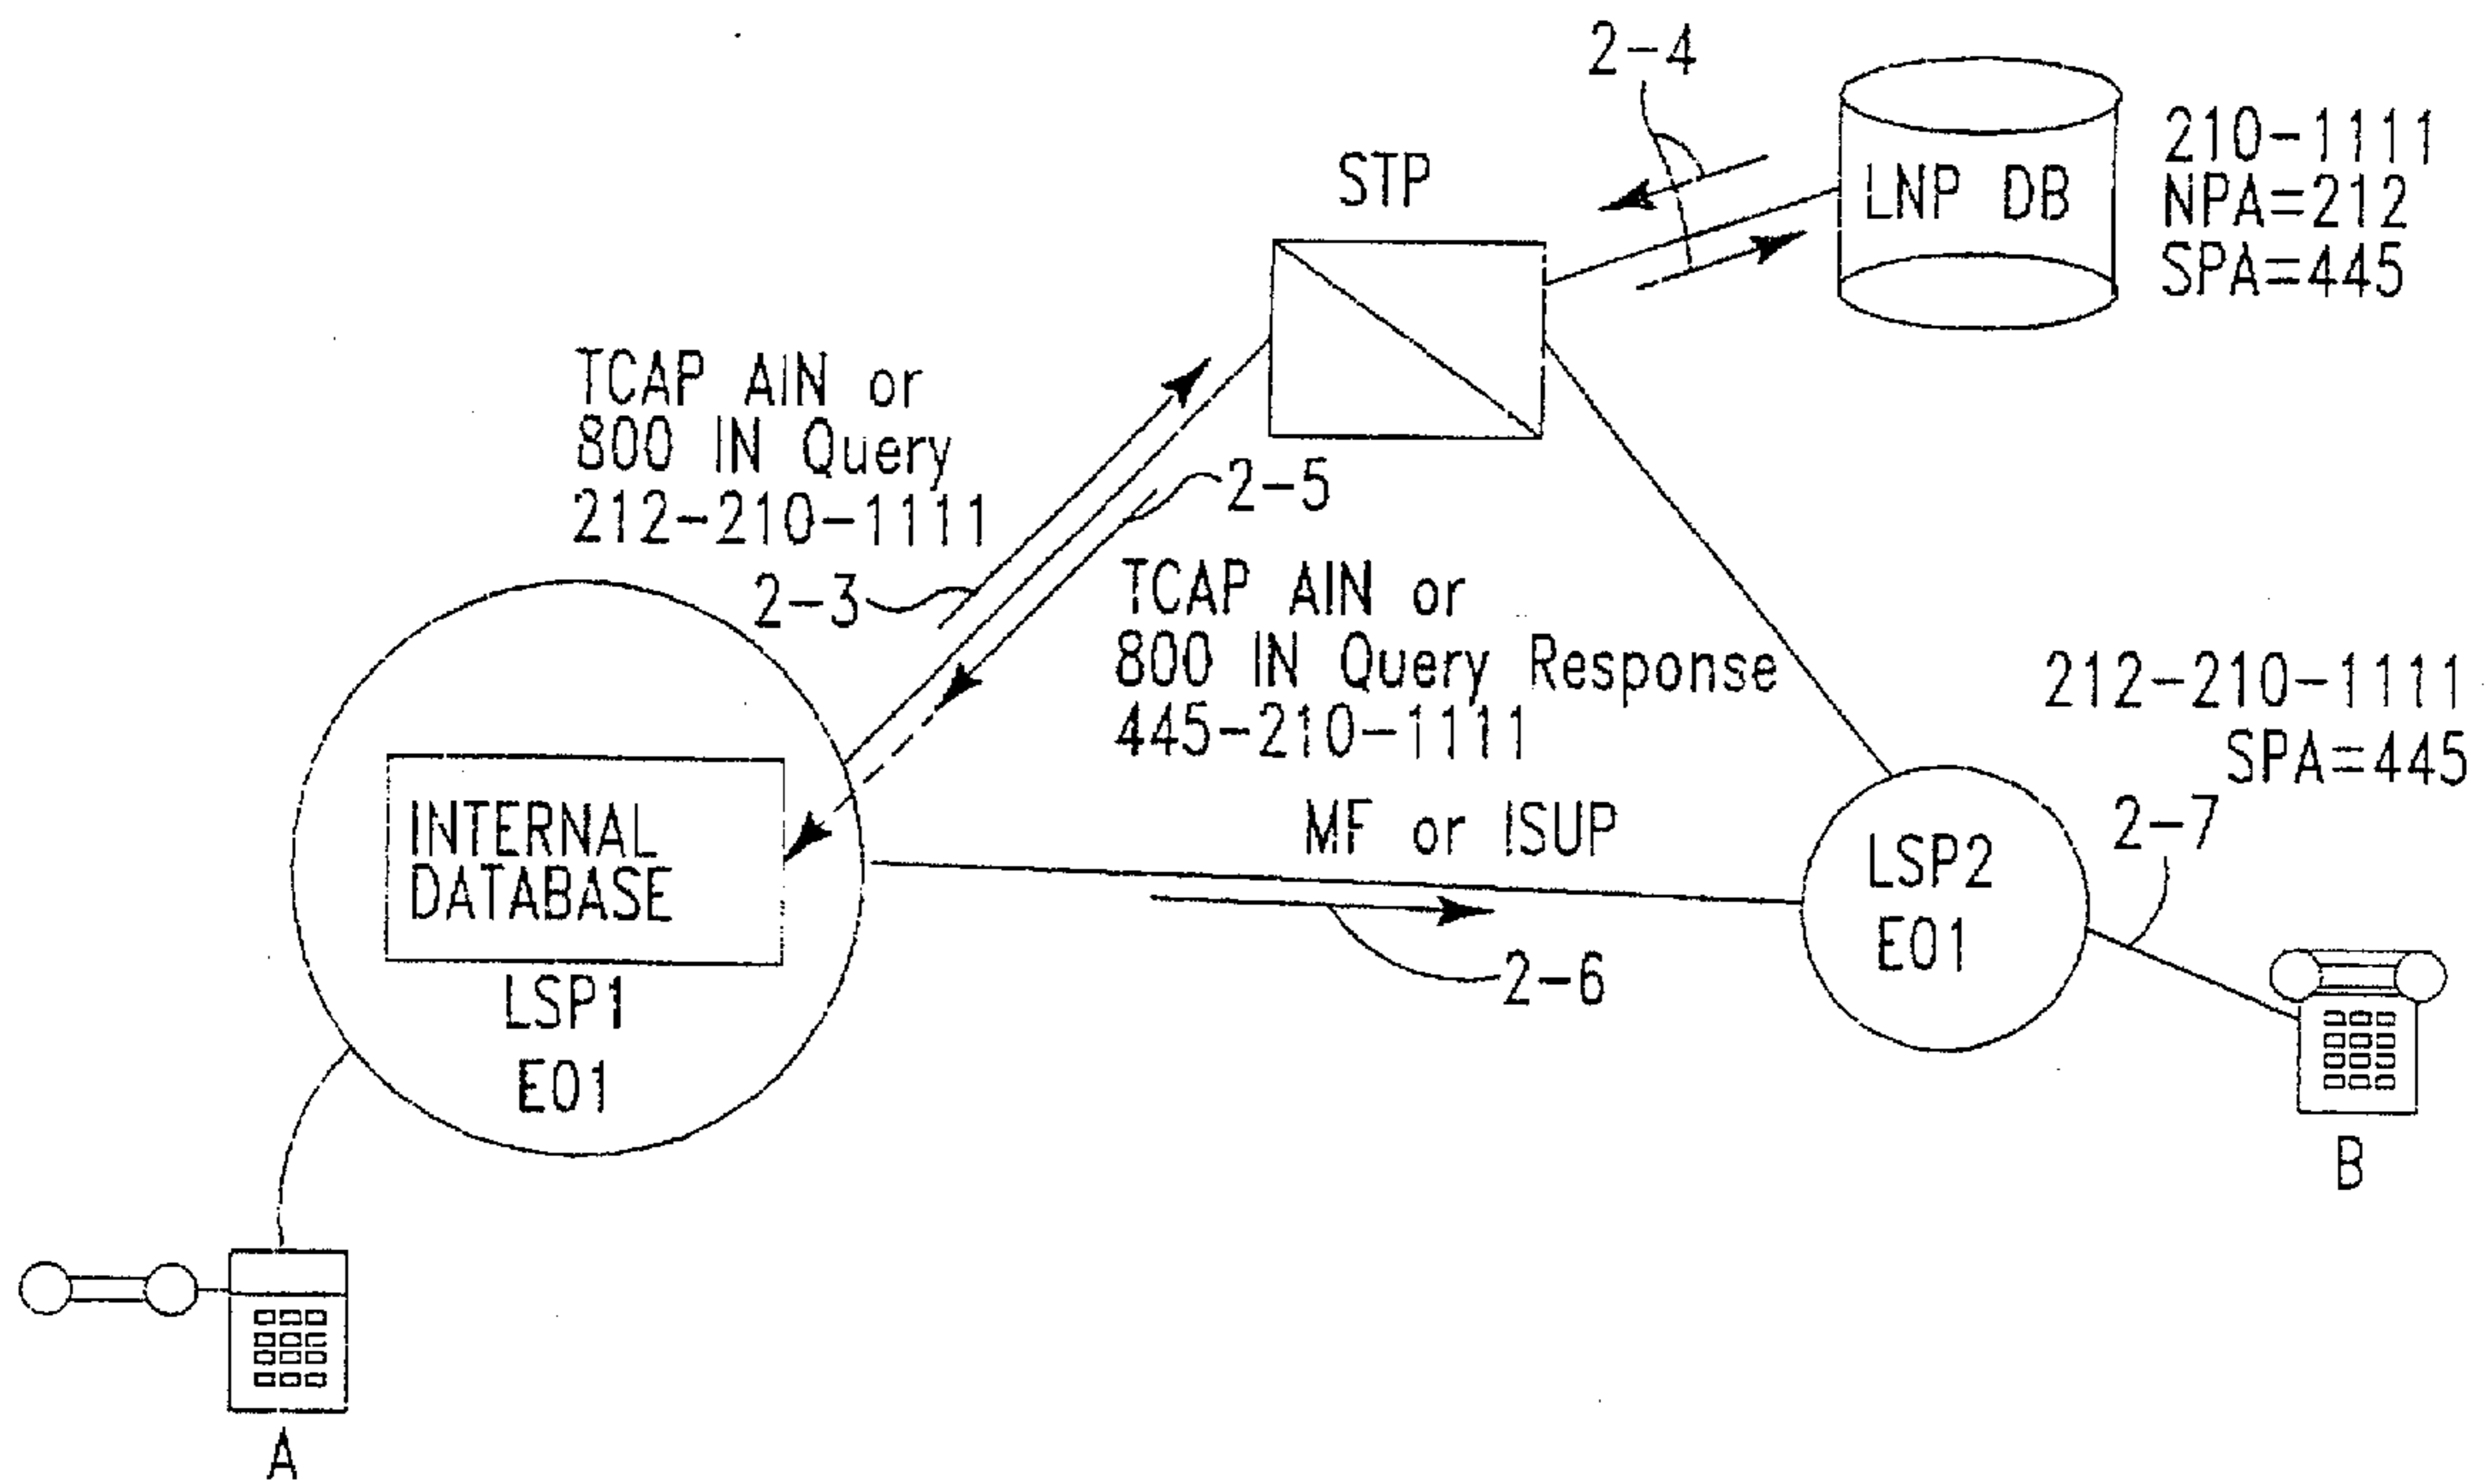 2-4
210-1111
NPA=212
SPA=445
LNP DB
STP
TCAP AIN or
800 IN Query
212-210-1111
2-5
2-3
TCAP AIN or
800 IN Query Response
445-210-1111
212-210-1111
SPA=445
2-7
MF or ISUP
INTERNAL
DATABASE
LSP1
E01
LSP2
E01
2-6
B
A